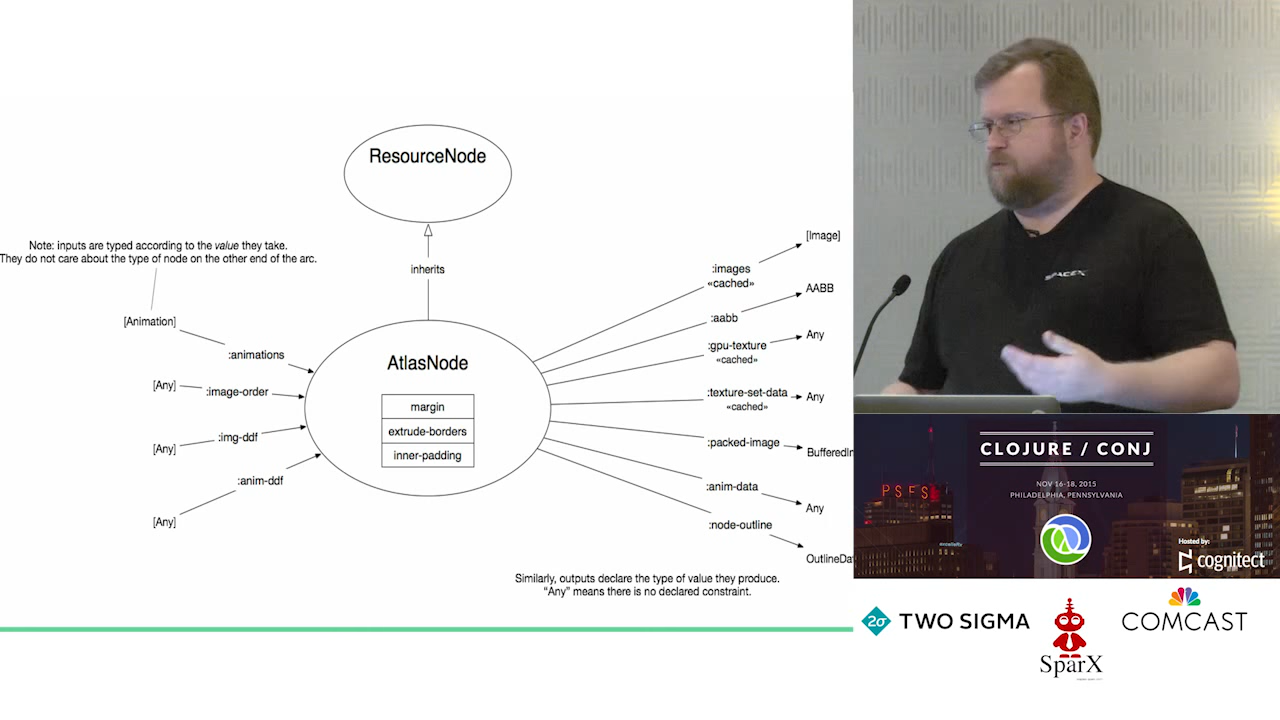 ResourceNode
Note: inputs are typed according to the value they take.
They do not care about the type of node on the other end of the arc.
inherits
[Animation]
:animations
[Any]
:image-order
[Any]
:img-ddf
[Any]
:anim-ddf
AtlasNode
margin
extrude-borders
inner-padding
:images
«cached»
[Image]
:aabb
AABB
:gpu-texture
«cached»
Any
:texture-set-data
«cached»
Any
:packed-image
BufferedIm
:anim-data
Any
:node-outline
OutlineDat
Similarly, outputs declare the type of value they produce.
"Any" means there is no declared constraint.
SPACEX
CLOJURE / CONJ
NOV 16-18, 2015
PHILADELPHIA, PENNSYLVANIA
PSFS
Hosted by:
cognitect
2σ TWO SIGMA
SparX
COMCAST